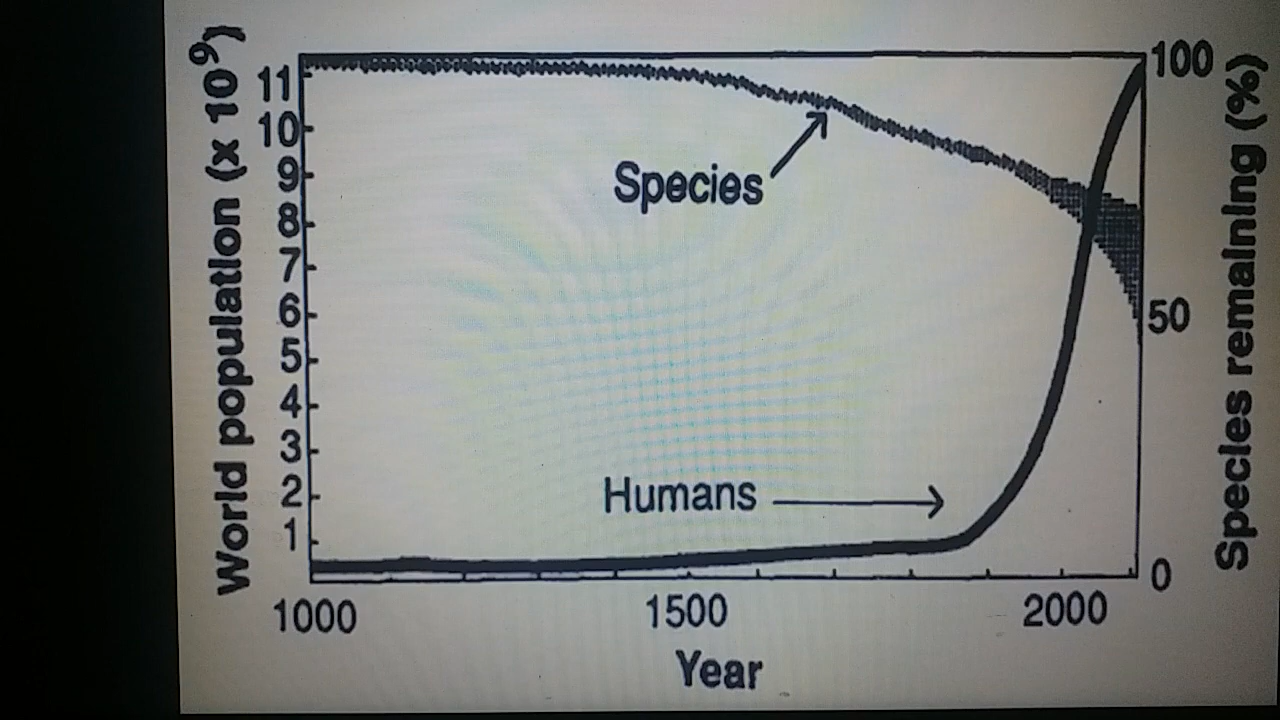 World population (x 10⁹)
11
10
9
8
7
6
5
4
3
2
1
Species
Humans
100
50
0
Species remaining (%)
1000 1500 2000
Year